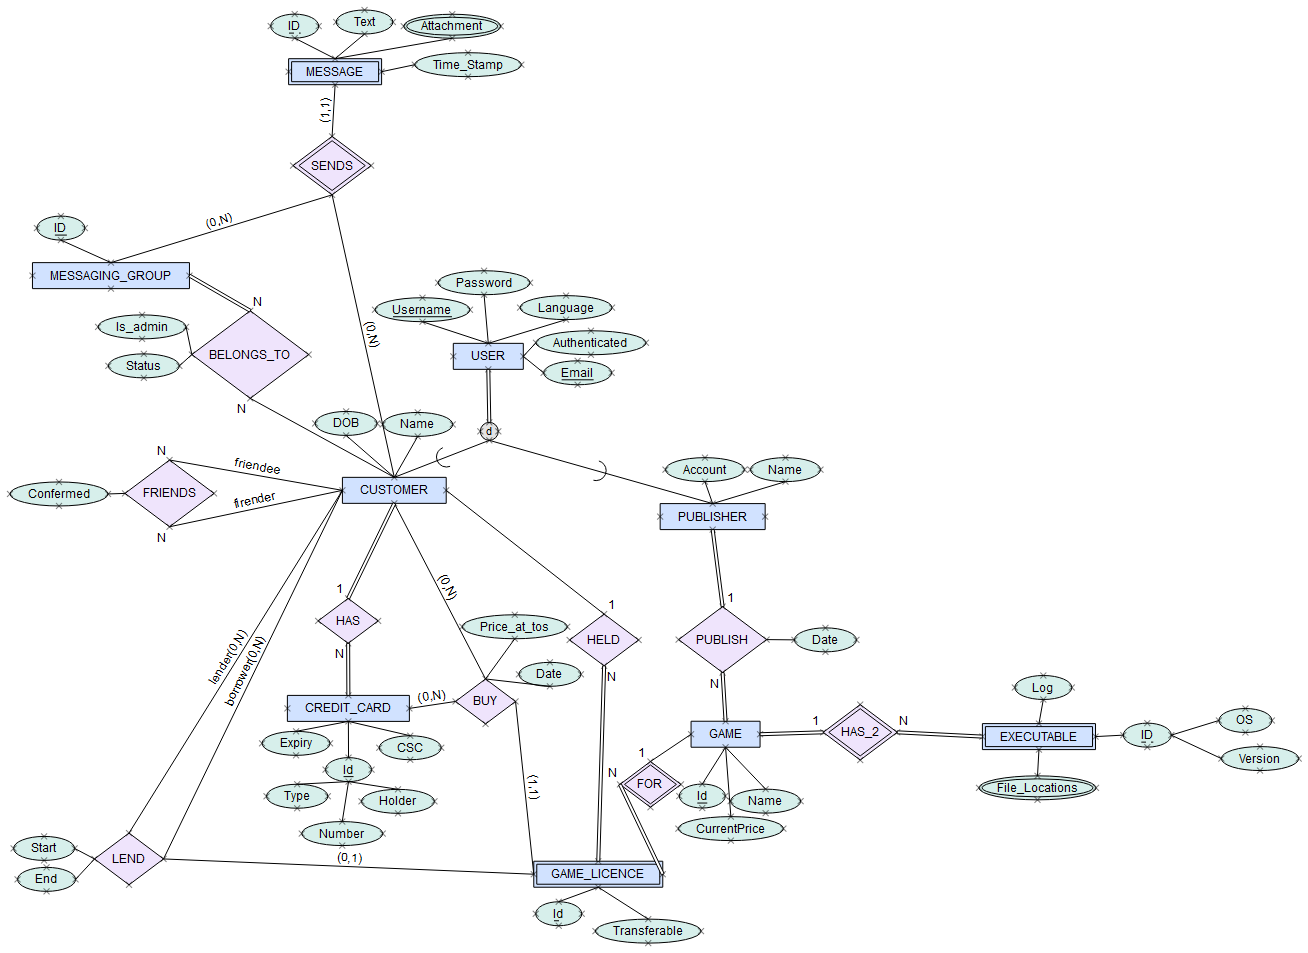 ID
Text
Attachment
MESSAGE
Time_Stamp
(1,1)
SENDS
(0,N)
ID
MESSAGING_GROUP
N
Is_admin
Status
BELONGS_TO
N
(0,N)
Password
Username
Language
USER
Authenticated
Email
d
DOB
Name
CUSTOMER
Account
Name
PUBLISHER
N
friendee
Confermed
FRIENDS
firender
N
1
HAS
N
(0,N)
Price_at_tos
Date
1
HELD
N
1
PUBLISH
Date
N
lender(0,N)
borrower(0,N)
CREDIT_CARD
(0,N)
BUY
Expiry
CSC
Id
Type
Holder
Number
(1,1)
GAME
1
HAS_2
N
Log
EXECUTABLE
ID
OS
Version
File_Locations
1
FOR
N
Id
Name
CurrentPrice
Start
End
LEND
(0,1)
GAME_LICENCE
Id
Transferable